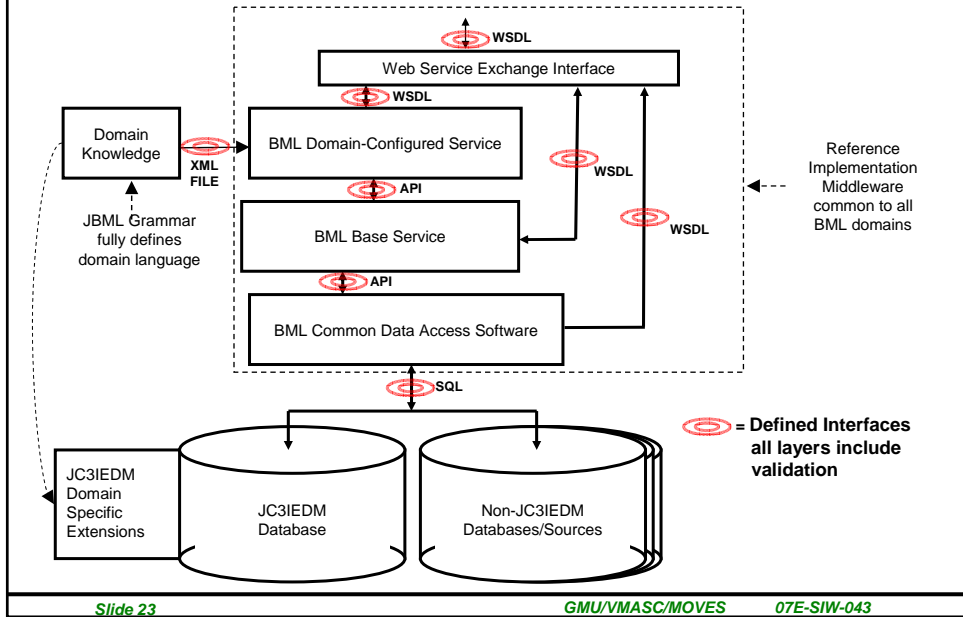 WSDL
Web Service Exchange Interface
WSDL
Domain
Knowledge
XML
FILE
BML Domain-Configured Service
API
WSDL
Reference
Implementation
Middleware
common to all
BML domains
JBML Grammar
fully defines
domain language
BML Base Service
WSDL
API
BML Common Data Access Software
SQL
= Defined Interfaces
all layers include
validation
JC3IEDM
Domain
Specific
Extensions
JC3IEDM
Database
Non-JC3IEDM
Databases/Sources
Slide 23
GMU/VMASC/MOVES
07E-SIW-043